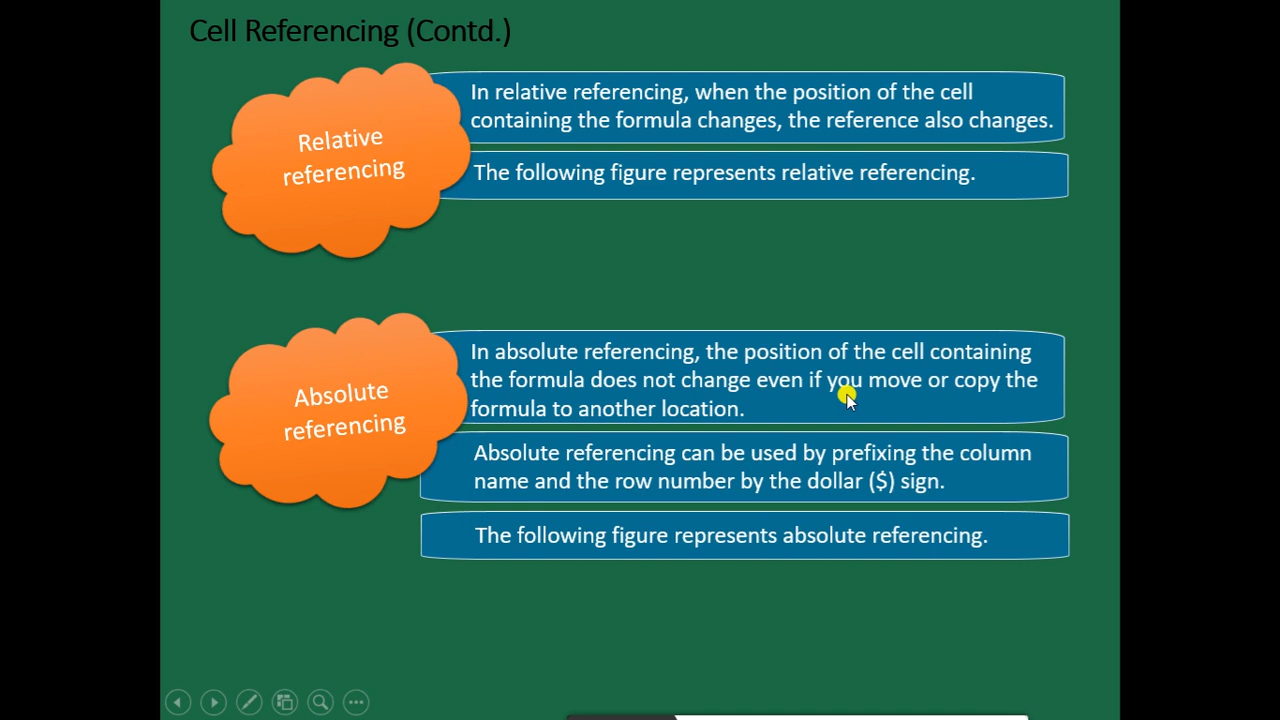 Cell Referencing (Contd.)
Relative
referencing
In relative referencing, when the position of the cell
containing the formula changes, the reference also changes.
The following figure represents relative referencing.
Absolute
referencing
In absolute referencing, the position of the cell containing
the formula does not change even if you move or copy the
formula to another location.
Absolute referencing can be used by prefixing the column
name and the row number by the dollar ($) sign.
The following figure represents absolute referencing.